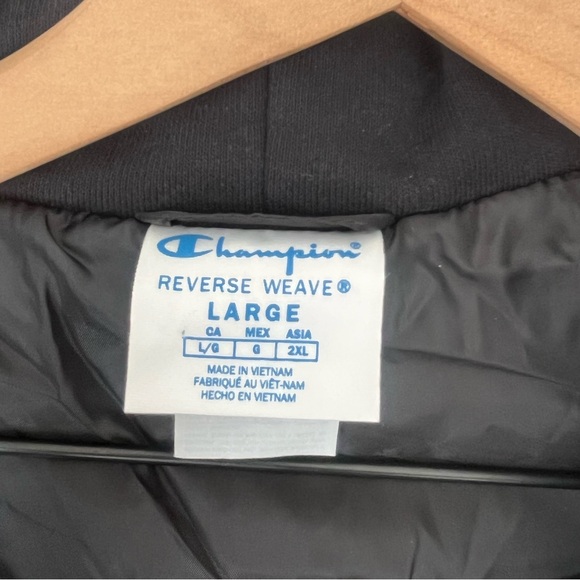 Champion®
REVERSE WEAVE®
LARGE
CA MEX ASIA
L/G G 2XL
MADE IN VIETNAM
FABRIQUÉ AU VIÊT-NAM
HECHO EN VIETNAM